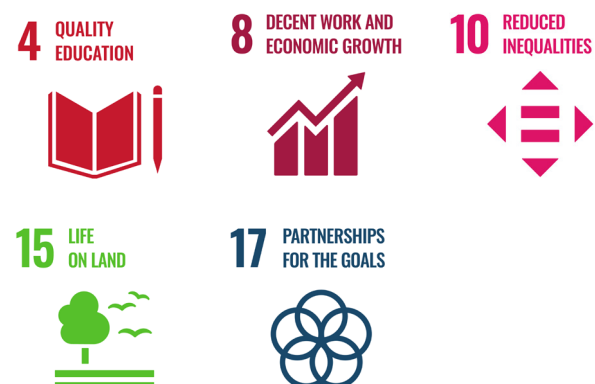 4 QUALITY
EDUCATION
8 DECENT WORK AND
ECONOMIC GROWTH
10 REDUCED
INEQUALITIES
15 LIFE
ON LAND
17 PARTNERSHIPS
FOR THE GOALS